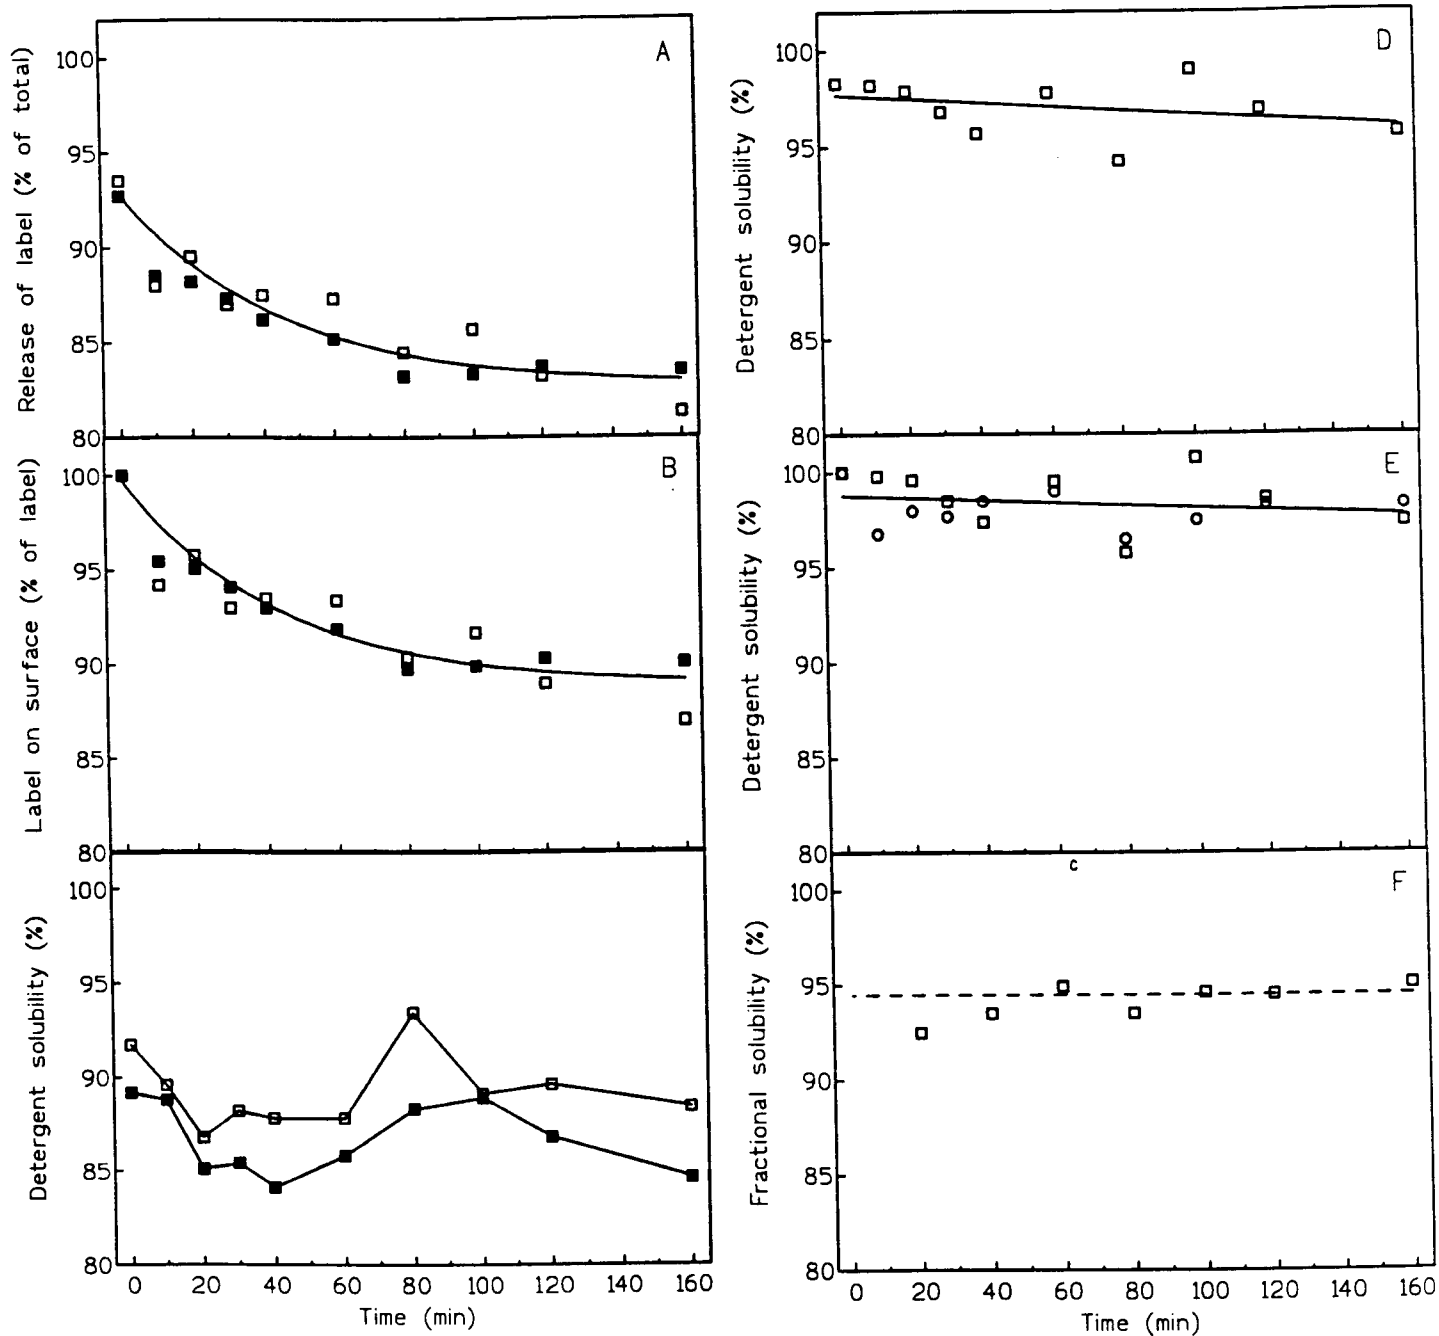 A
Release of label (% of total)
100
95
90
85
80
B
Label on surface (% of label)
100
95
90
85
80
Detergent solubility (%)
100
95
90
85
80
0 20 40 60 80 100 120 140 160
Time (min)
D
Detergent solubility (%)
100
95
90
85
80
E
Detergent solubility (%)
100
95
90
85
80
c
F
Fractional solubility (%)
100
95
90
85
80
0 20 40 60 80 100 120 140 160
Time (min)